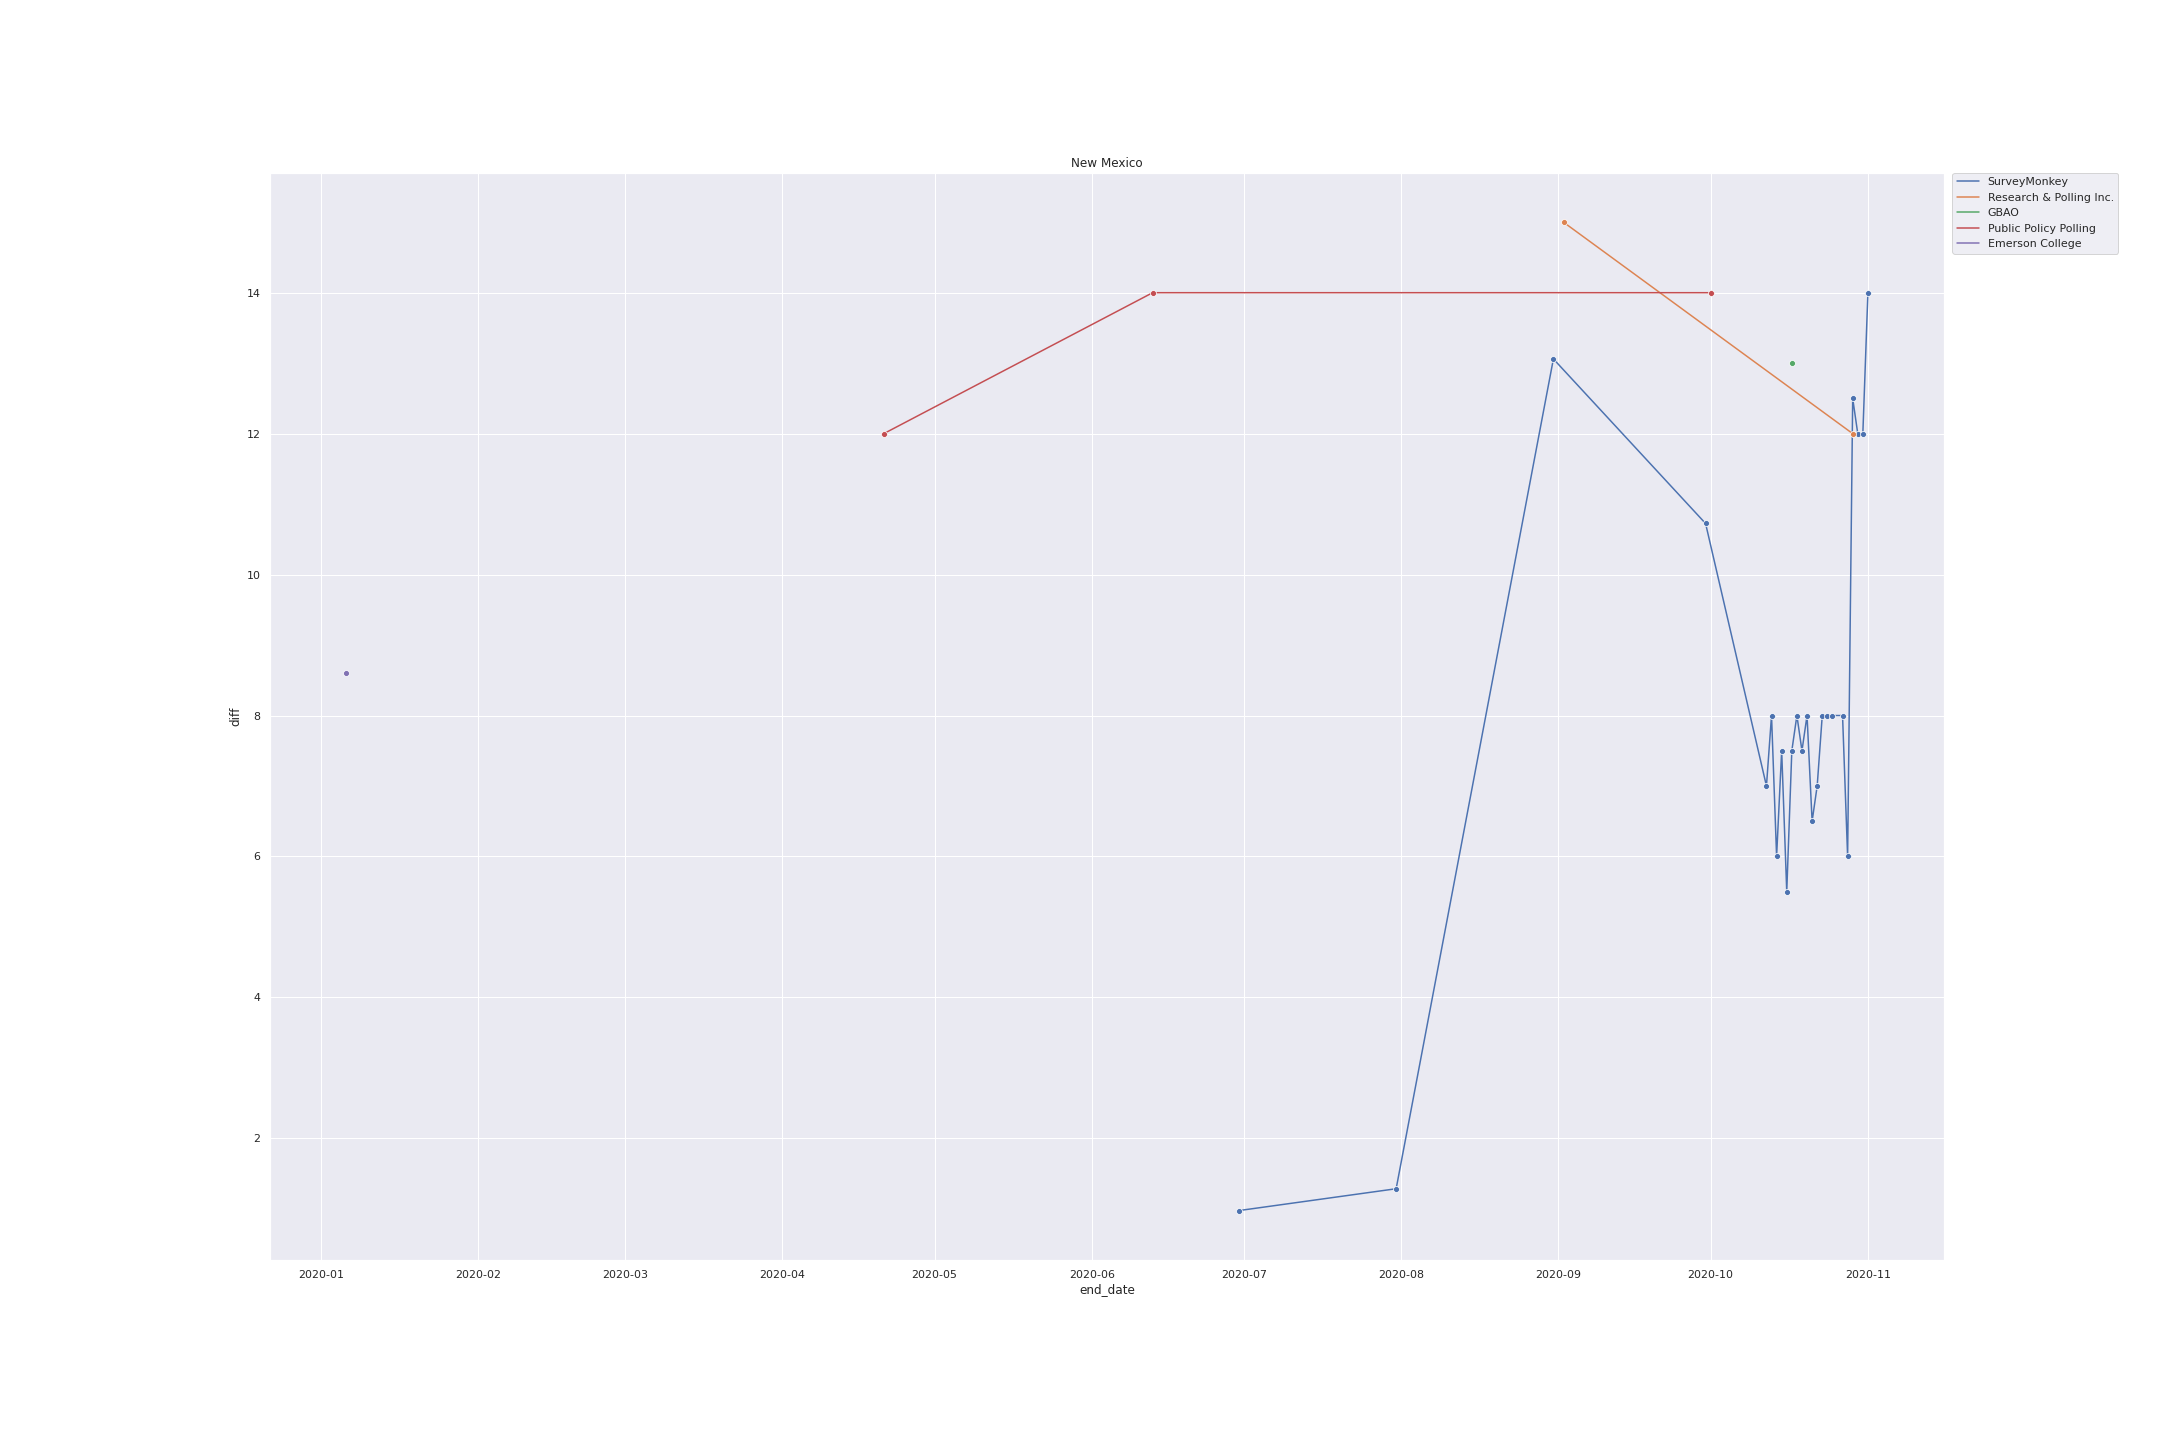 New Mexico
SurveyMonkey
Research & Polling Inc.
GBAO
Public Policy Polling
Emerson College
14
12
10
8
6
4
2
diff
2020-01 2020-02 2020-03 2020-04 2020-05 2020-06 2020-07 2020-08 2020-09 2020-10 2020-11
end_date